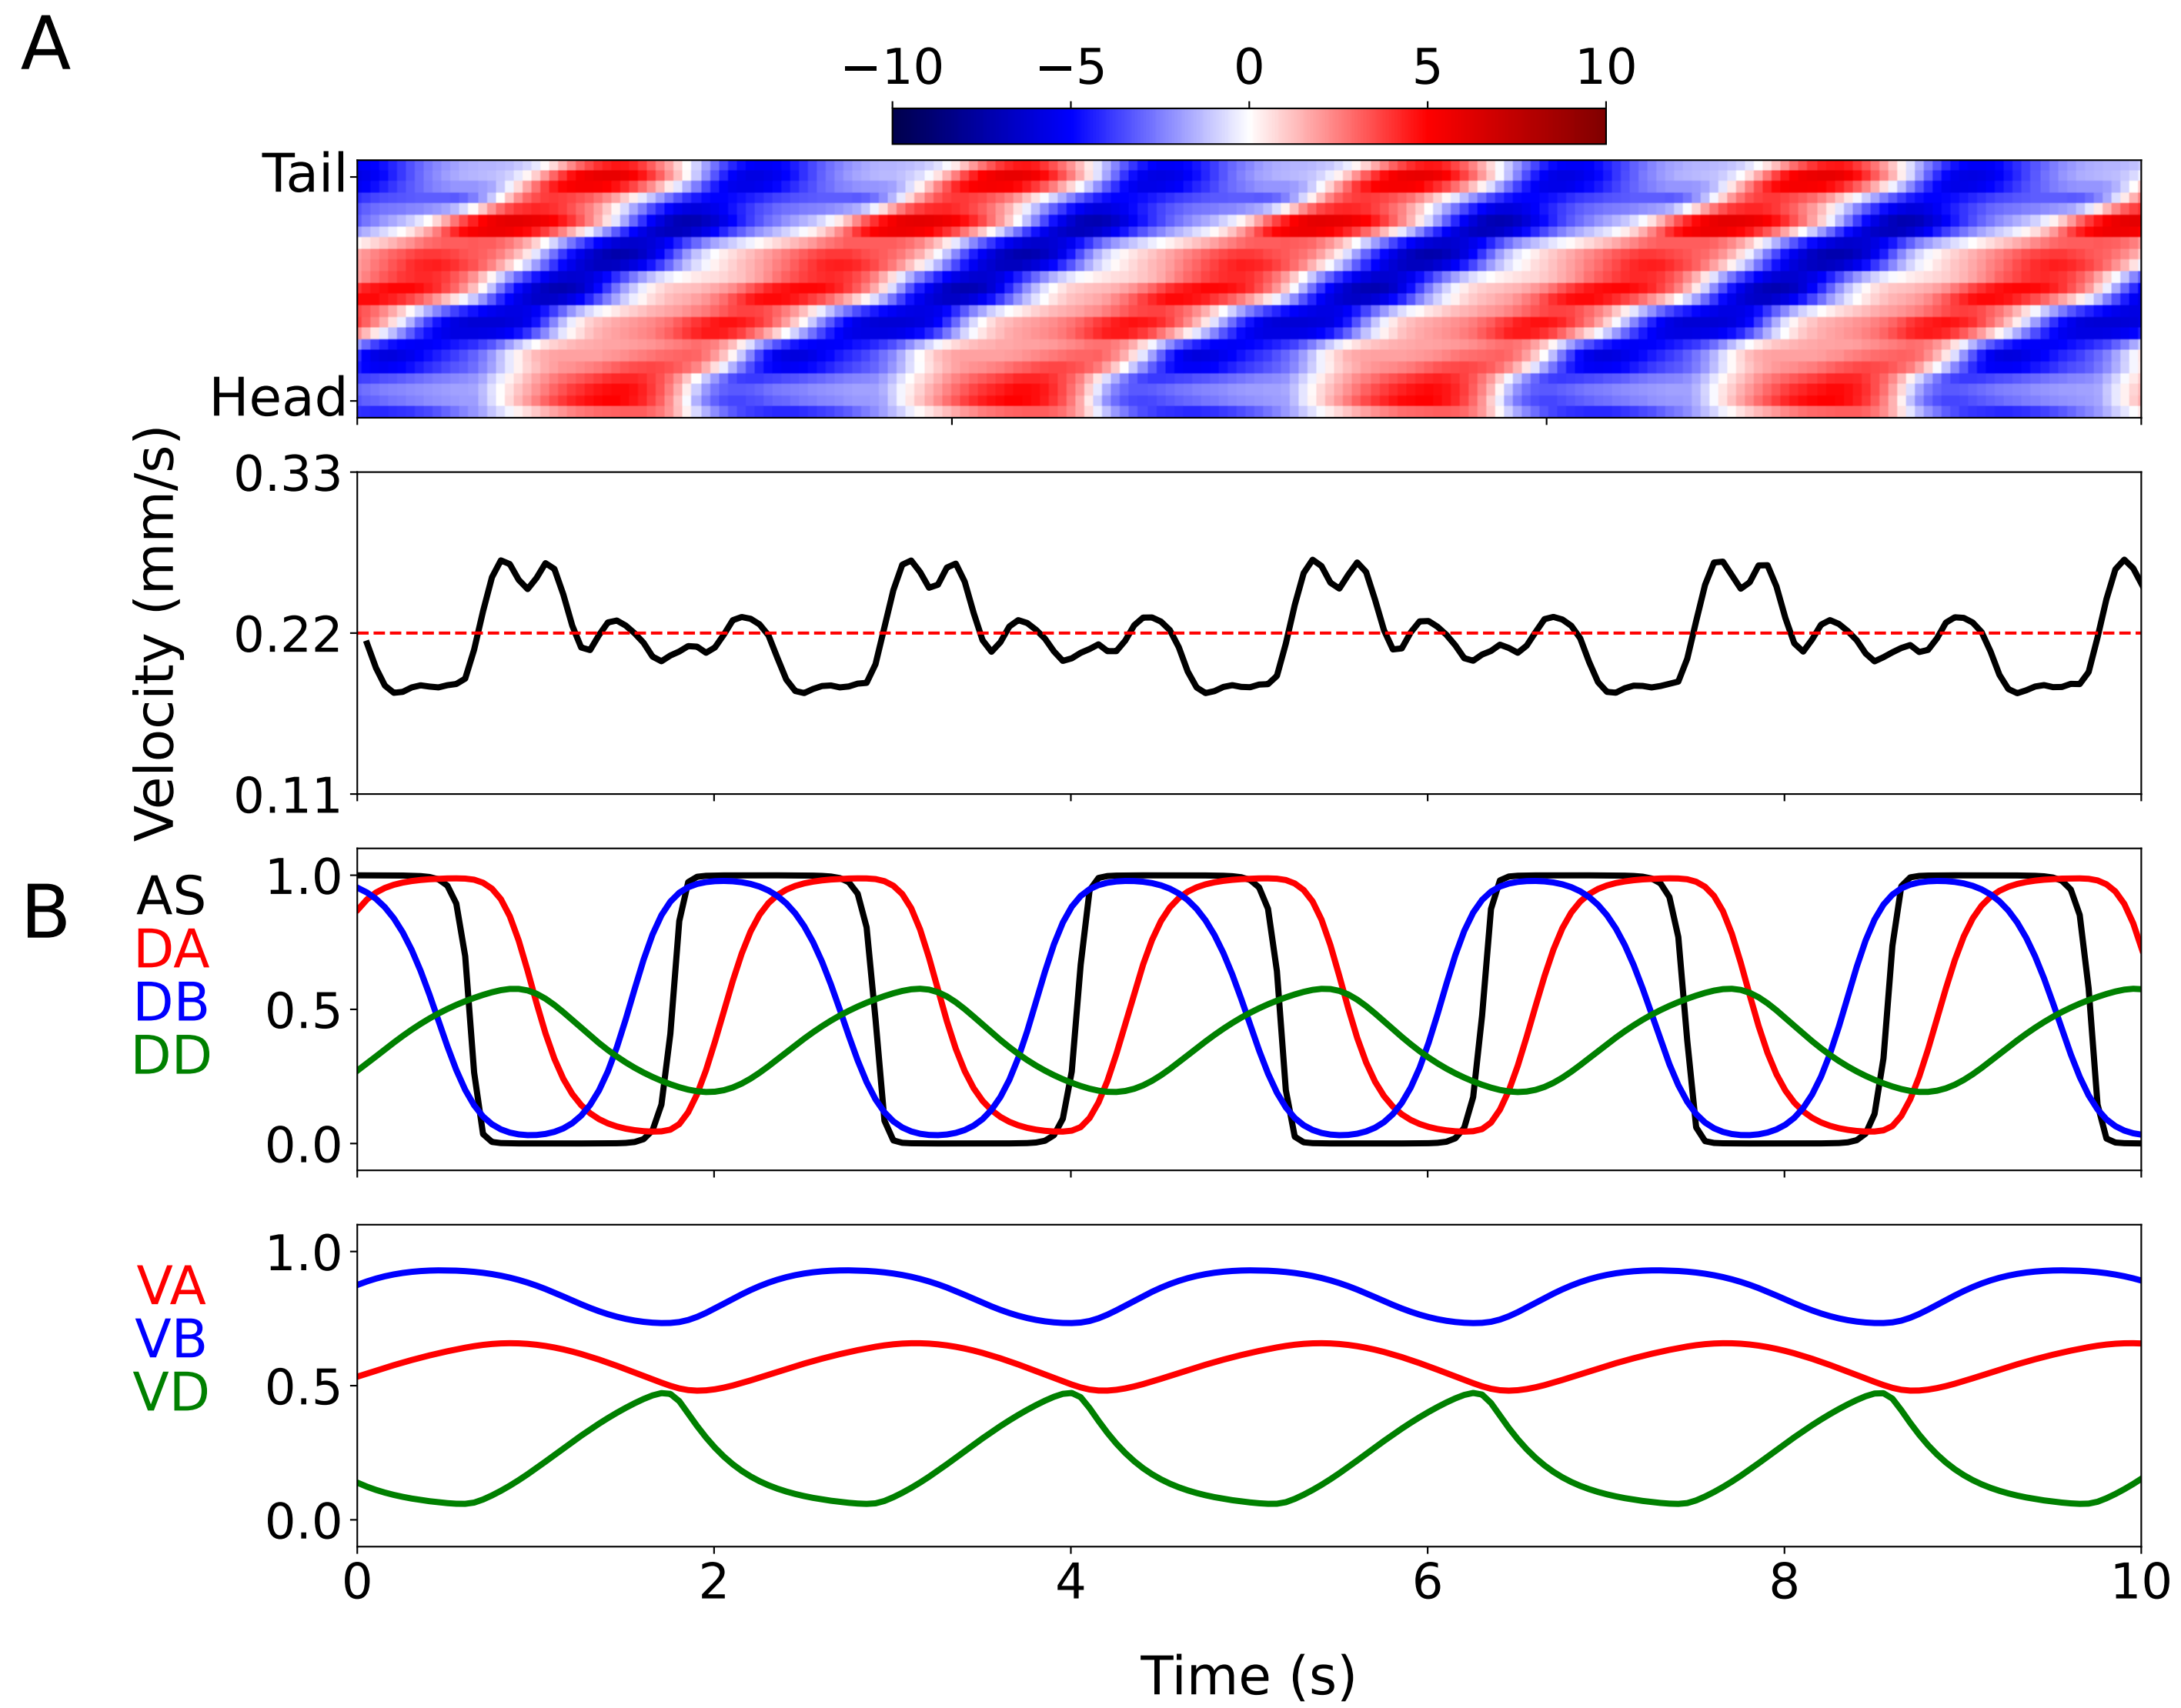 A
−10 −5 0 5 10
Tail
Head
Velocity (mm/s)
0.33
0.22
0.11
B
AS
DA
DB
DD
1.0
0.5
0.0
VA
VB
VD
1.0
0.5
0.0
0 2 4 6 8 10
Time (s)